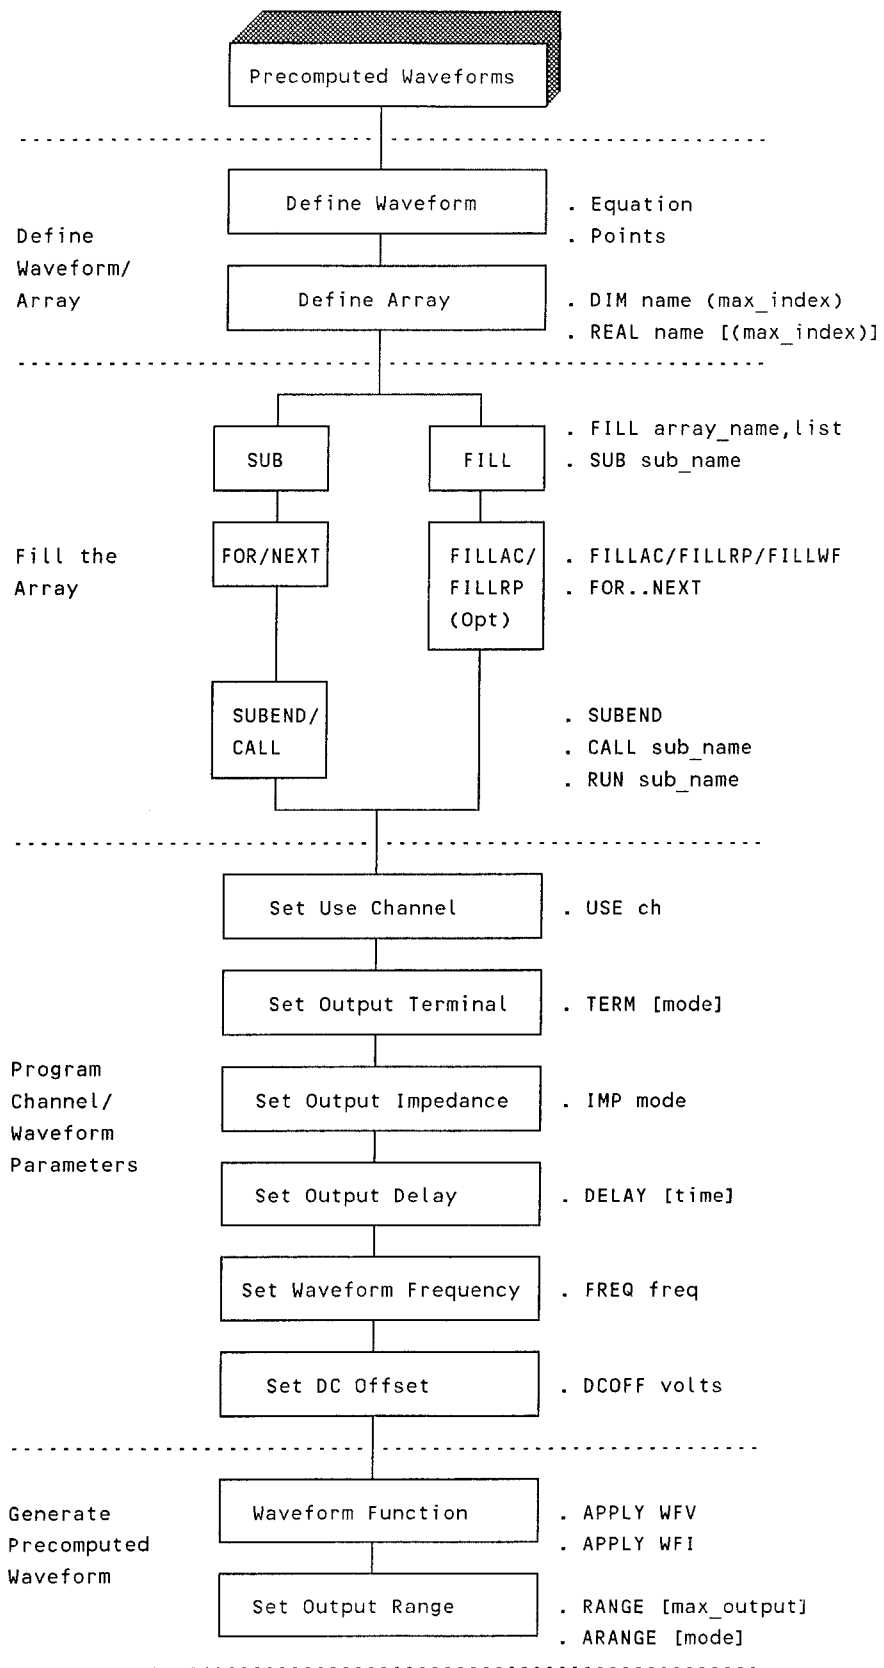 Precomputed Waveforms
Define Waveform
. Equation
. Points
Define
Waveform/
Array
Define Array
. DIM name (max_index)
. REAL name [(max_index)]
. FILL array_name,list
. SUB sub_name
SUB
FILL
Fill the
Array
FOR/NEXT
FILLAC/
FILLRP
(Opt)
. FILLAC/FILLRP/FILLWF
. FOR..NEXT
SUBEND/
CALL
. SUBEND
. CALL sub_name
. RUN sub_name
Set Use Channel
. USE ch
Set Output Terminal
. TERM [mode]
Program
Channel/
Waveform
Parameters
Set Output Impedance
. IMP mode
Set Output Delay
. DELAY [time]
Set Waveform Frequency
. FREQ freq
Set DC Offset
. DCOFF volts
Generate
Precomputed
Waveform
Waveform Function
. APPLY WFV
. APPLY WFI
Set Output Range
. RANGE [max_output]
. ARANGE [mode]